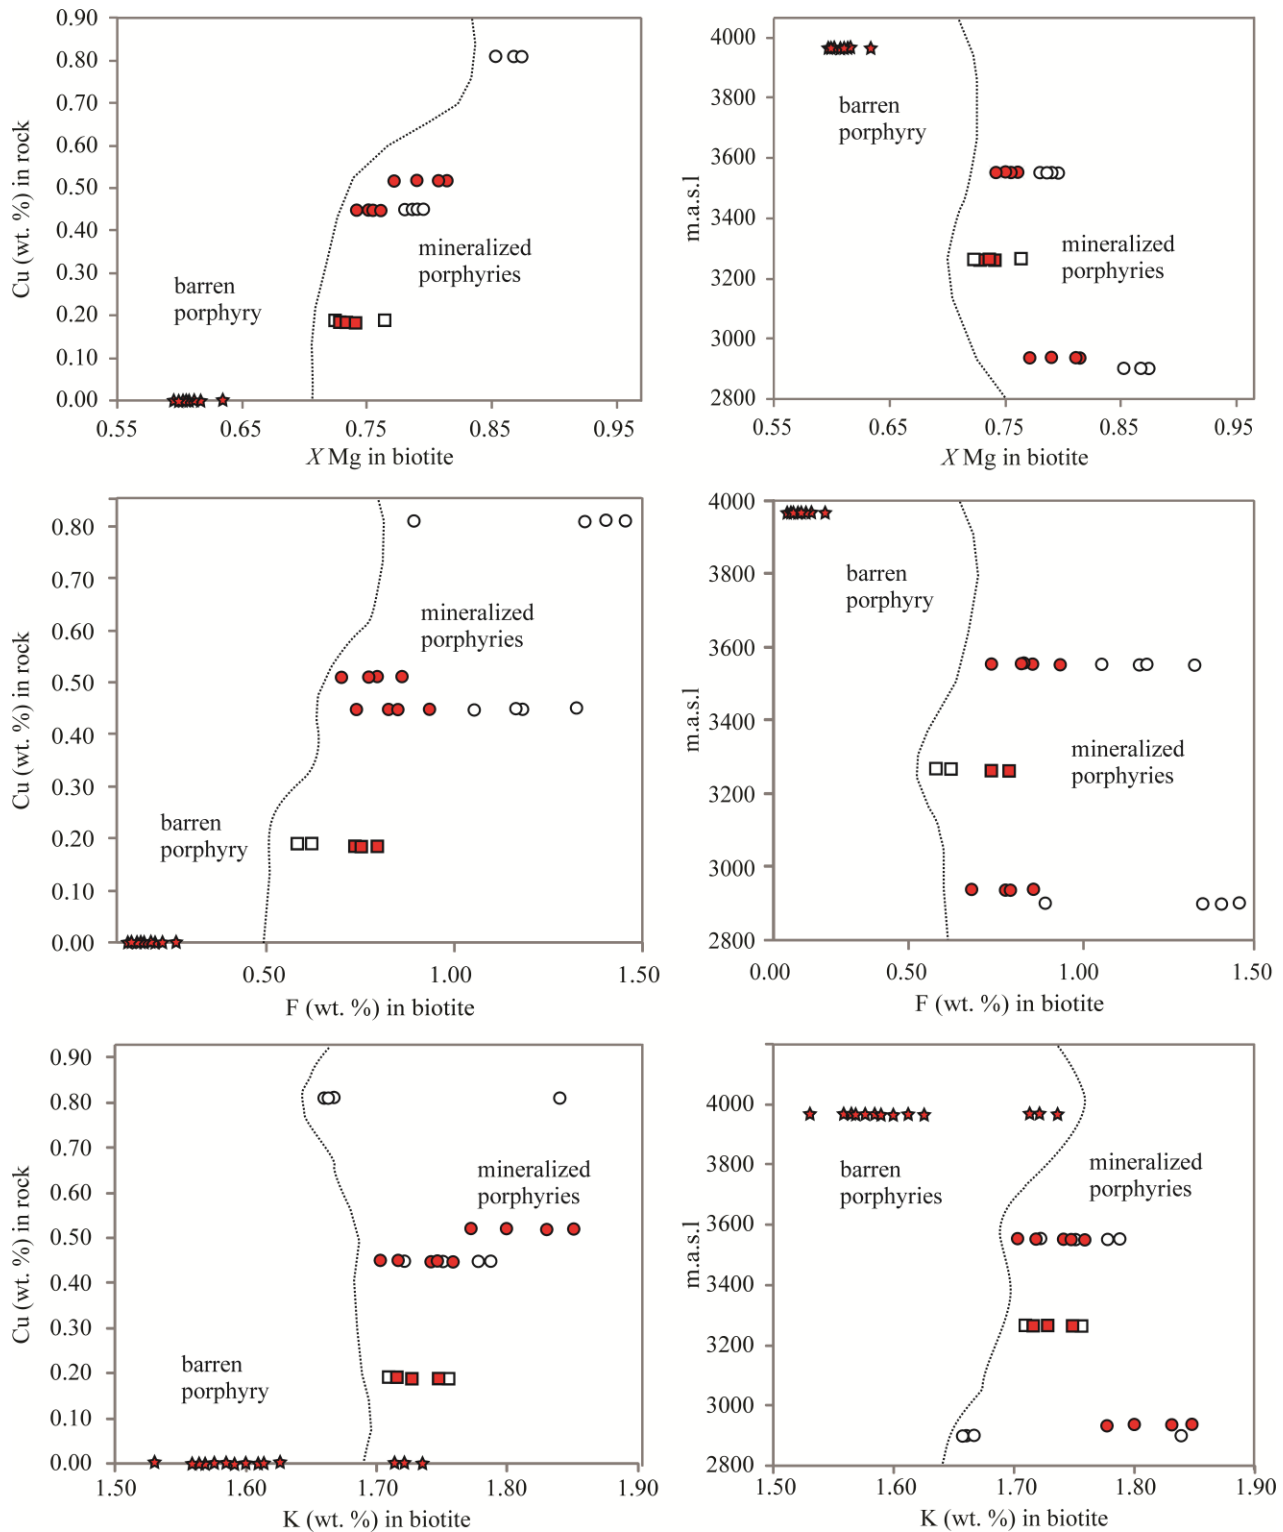 0.90
0.80
0.70
0.60
0.50
0.40
0.30
0.20
0.10
0.00
Cu (wt. %) in rock
barren
porphyry
mineralized
porphyries
0.55
0.65
0.75
0.85
0.95
X Mg in biotite
4000
3800
3600
3400
3200
3000
2800
m.a.s.l
barren
porphyry
mineralized
porphyries
0.55
0.65
0.75
0.85
0.95
X Mg in biotite
0.80
0.70
0.60
0.50
0.40
0.30
0.20
0.10
0.00
Cu (wt. %) in rock
mineralized
porphyries
barren
porphyry
0.50
1.00
1.50
F (wt. %) in biotite
4000
3800
3600
3400
3200
3000
2800
m.a.s.l
barren
porphyry
mineralized
porphyries
0.00
0.50
1.00
1.50
F (wt. %) in biotite
0.90
0.80
0.70
0.60
0.50
0.40
0.30
0.20
0.10
0.00
Cu (wt. %) in rock
mineralized
porphyries
barren
porphyry
1.50
1.60
1.70
1.80
1.90
K (wt. %) in biotite
4000
3800
3600
3400
3200
3000
2800
m.a.s.l
barren
porphyries
mineralized
porphyries
1.50
1.60
1.70
1.80
1.90
K (wt. %) in biotite